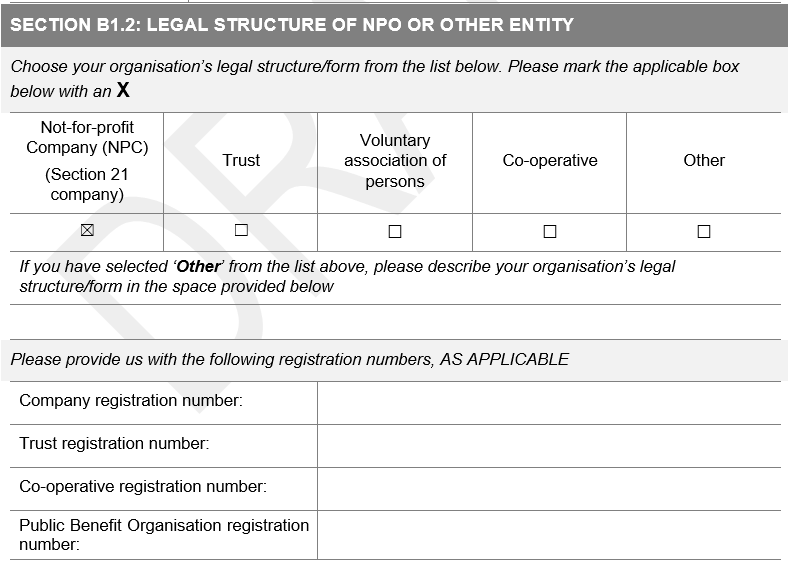 SECTION B1.2: LEGAL STRUCTURE OF NPO OR OTHER ENTITY
Choose your organisation's legal structure/form from the list below. Please mark the applicable box
below with an X
Not-for-profit
Company (NPC)
(Section 21
company)
Trust
Voluntary
association of
persons
Co-operative
Other
☒ ☐ ☐ ☐ ☐
If you have selected 'Other' from the list above, please describe your organisation's legal
structure/form in the space provided below
Please provide us with the following registration numbers, AS APPLICABLE
Company registration number:
Trust registration number:
Co-operative registration number:
Public Benefit Organisation registration
number: